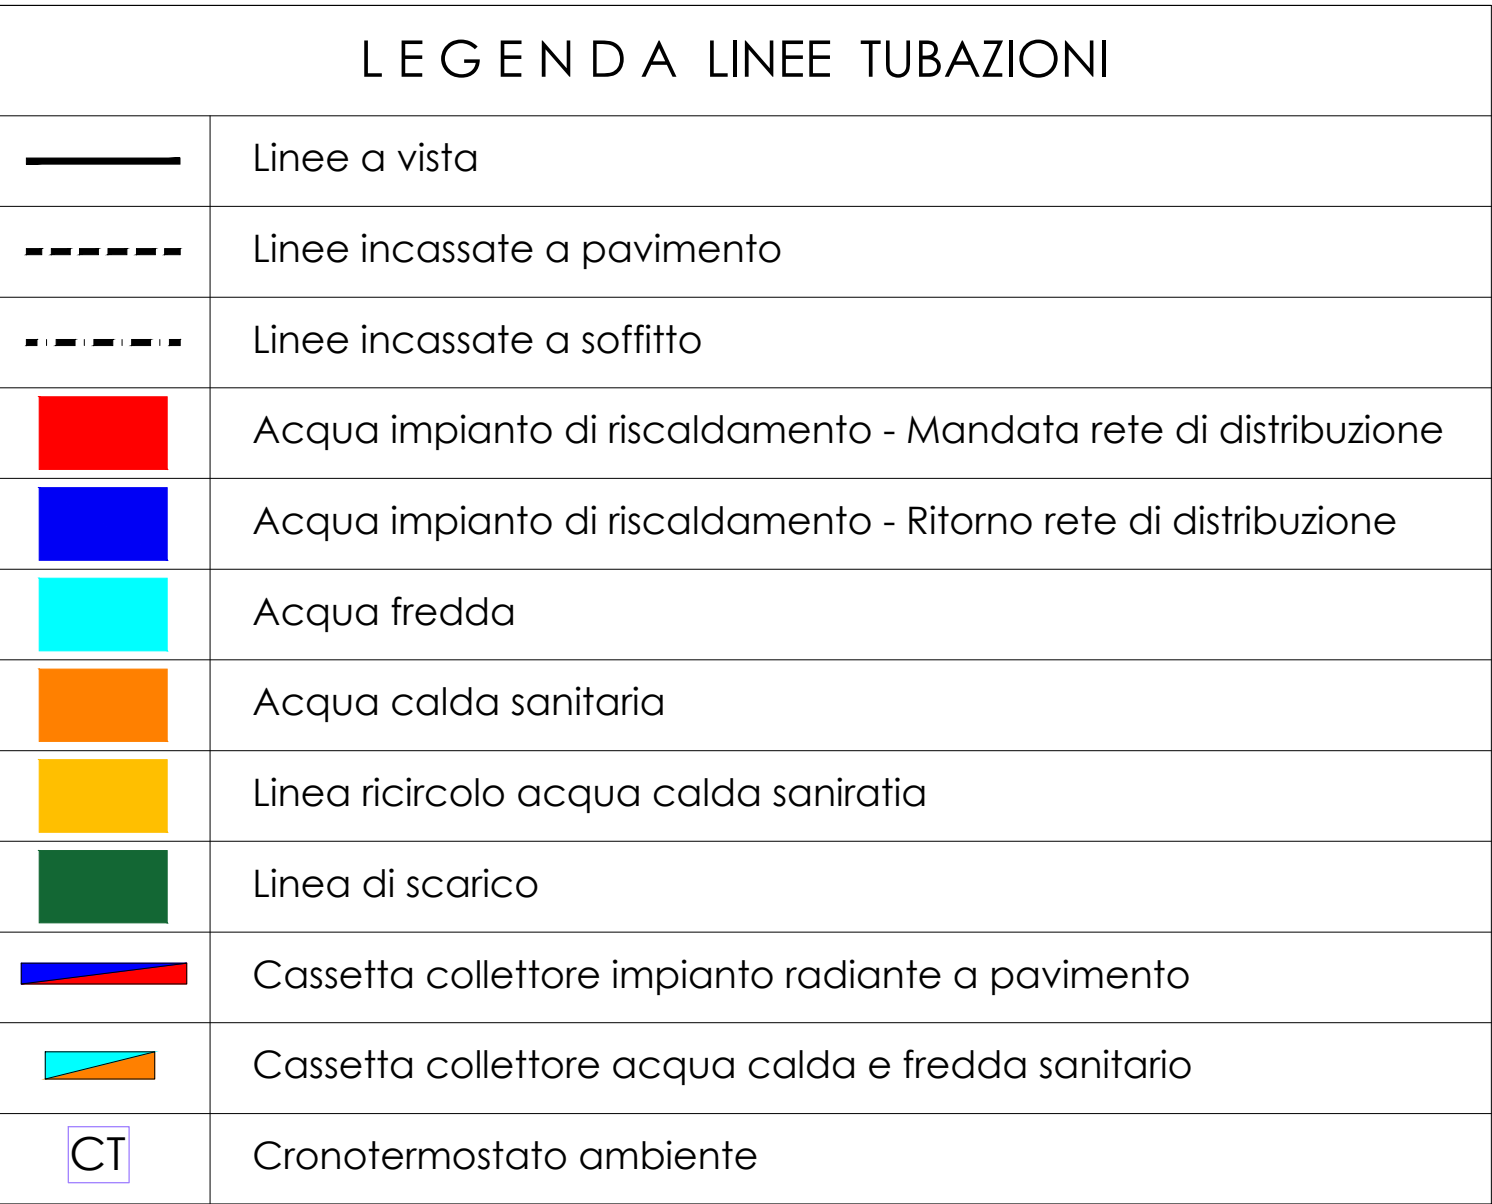 LEGENDA LINEE TUBAZIONI
Linee a vista
Linee incassate a pavimento
Linee incassate a soffitto
Acqua impianto di riscaldamento - Mandata rete di distribuzione
Acqua impianto di riscaldamento - Ritorno rete di distribuzione
Acqua fredda
Acqua calda sanitaria
Linea ricircolo acqua calda saniratia
Linea di scarico
Cassetta collettore impianto radiante a pavimento
Cassetta collettore acqua calda e fredda sanitario
CT Cronotermostato ambiente